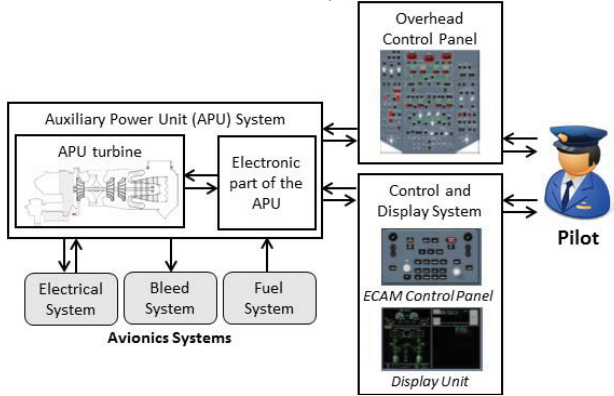 Overhead
Control Panel
Auxiliary Power Unit (APU) System
APU turbine
Electronic
part of the
APU
Control and
Display System
Pilot
ECAM Control Panel
Electrical
System
Bleed
System
Fuel
System
Avionics Systems
Display Unit